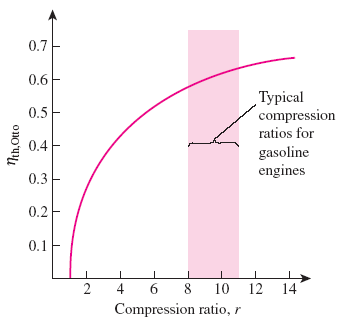 0.7
0.6
0.5
0.4
0.3
0.2
0.1
ηth,Otto
Typical
compression
ratios for
gasoline
engines
2 4 6 8 10 12 14
Compression ratio, r